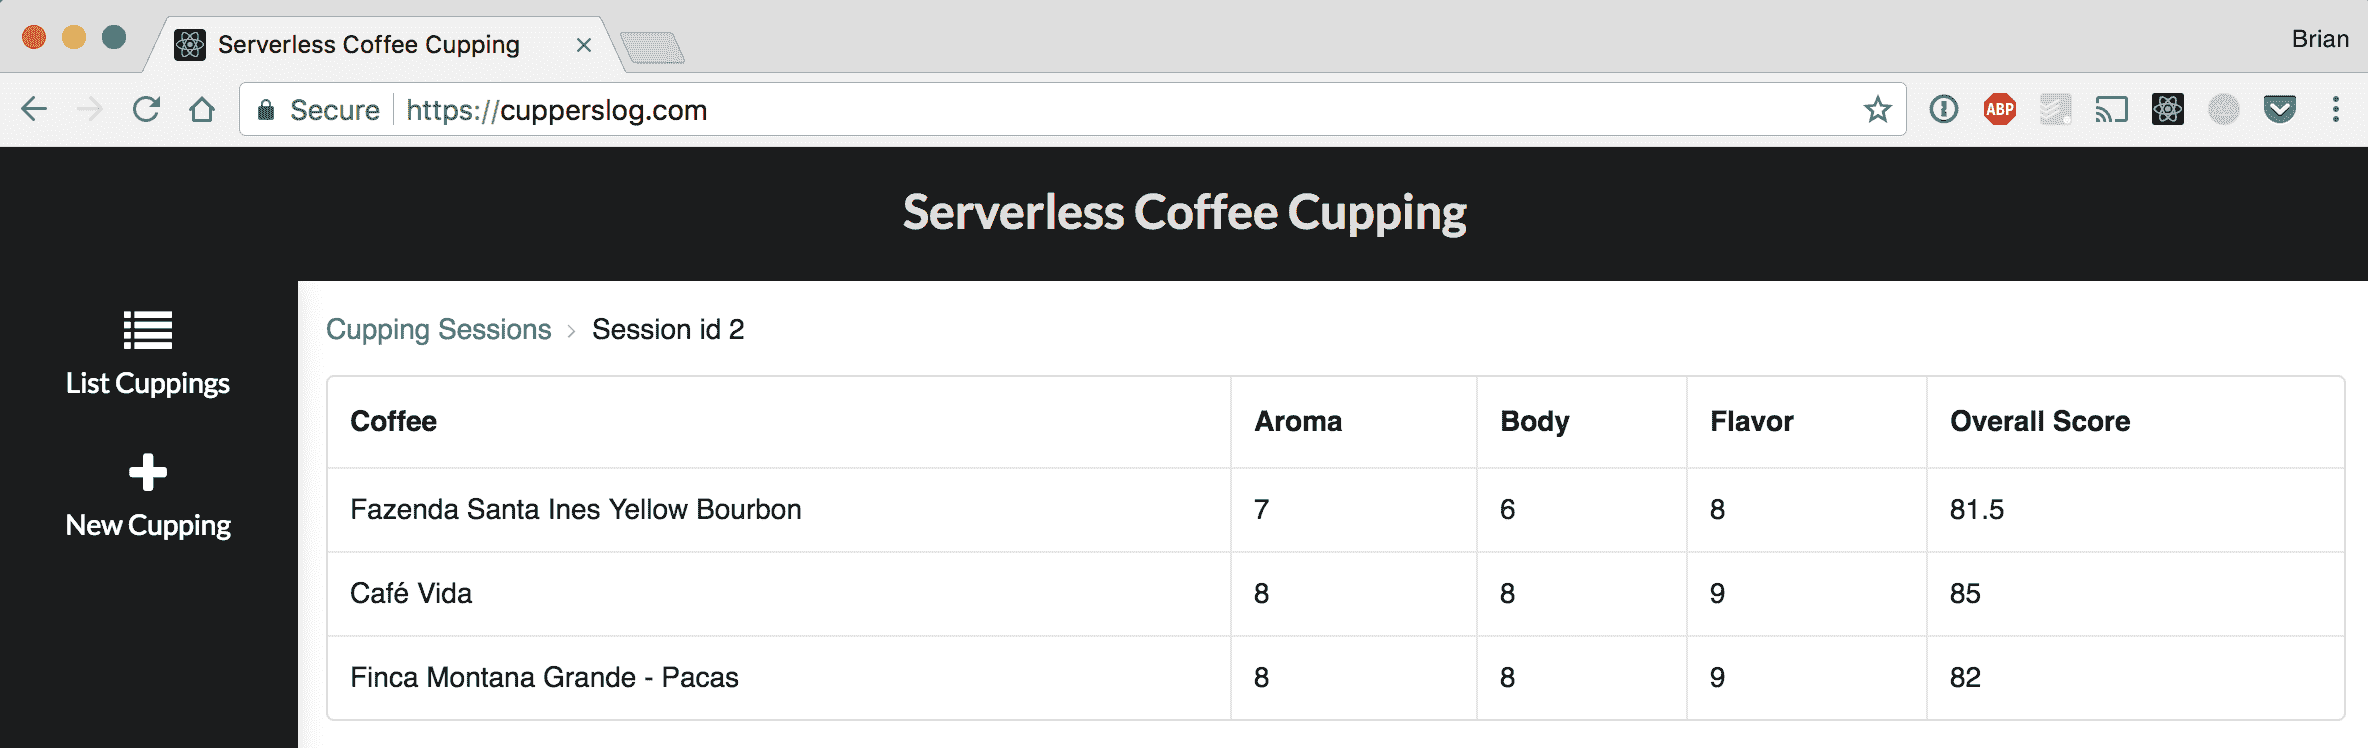 Serverless Coffee Cupping
Brian
Secure https://cupperslog.com
ABP
Serverless Coffee Cupping
List Cuppings
New Cupping
Cupping Sessions > Session id 2
Coffee Aroma Body Flavor Overall Score
Fazenda Santa Ines Yellow Bourbon 7 6 8 81.5
Café Vida 8 8 9 85
Finca Montana Grande - Pacas 8 8 9 82